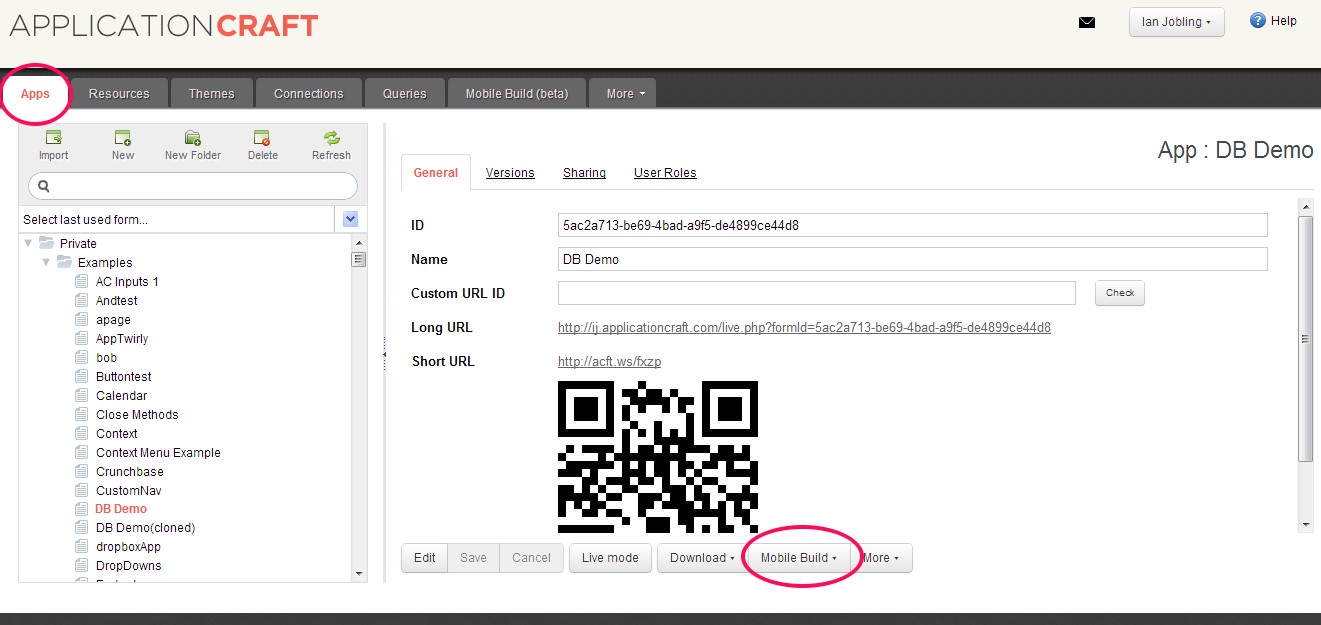 APPLICATIONCRAFT
Ian Jobling
? Help
Apps
Resources
Themes
Connections
Queries
Mobile Build (beta)
More
Import
New
New Folder
Delete
Refresh
Select last used form...
Private
Examples
AC Inputs 1
Andtest
apage
AppTwirly
bob
Buttontest
Calendar
Close Methods
Context
Context Menu Example
Crunchbase
CustomNav
DB Demo
DB Demo(cloned)
dropboxApp
DropDowns
App : DB Demo
General
Versions
Sharing
User Roles
ID
5ac2a713-be69-4bad-a9f5-de4899ce44d8
Name
DB Demo
Custom URL ID
Check
Long URL
http://ij.applicationcraft.com/live.php?formId=5ac2a713-be69-4bad-a9f5-de4899ce44d8
Short URL
http://acft.ws/fxzp
Edit
Save
Cancel
Live mode
Download
Mobile Build
More